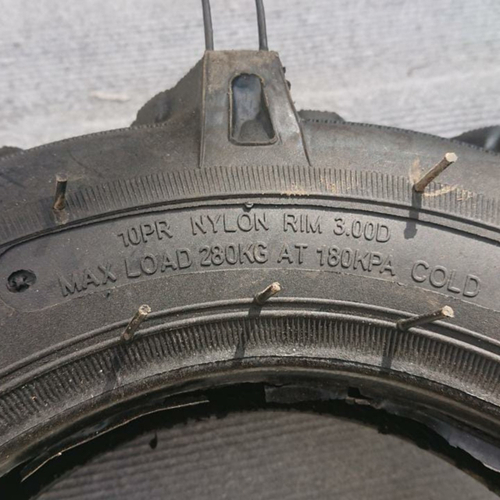 10PR NYLON RIM 3.00D
MAX LOAD 280KG AT 180KPA COLD